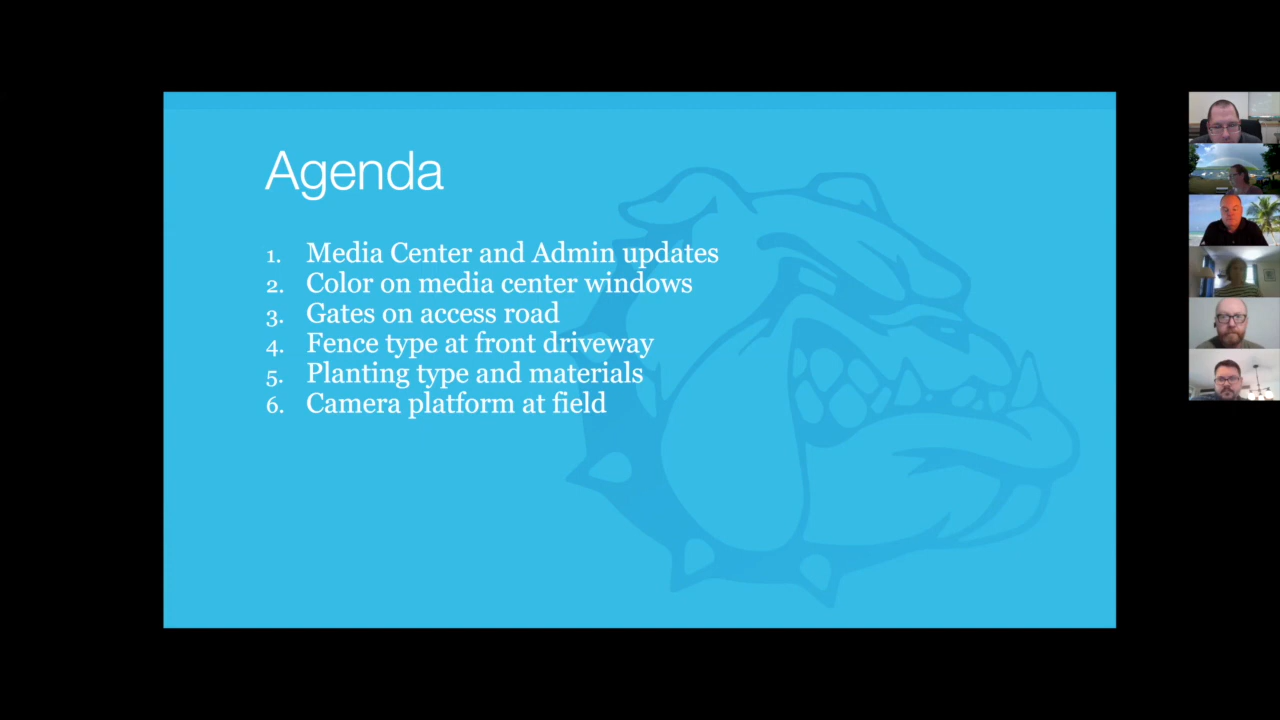 Agenda
1. Media Center and Admin updates
2. Color on media center windows
3. Gates on access road
4. Fence type at front driveway
5. Planting type and materials
6. Camera platform at field